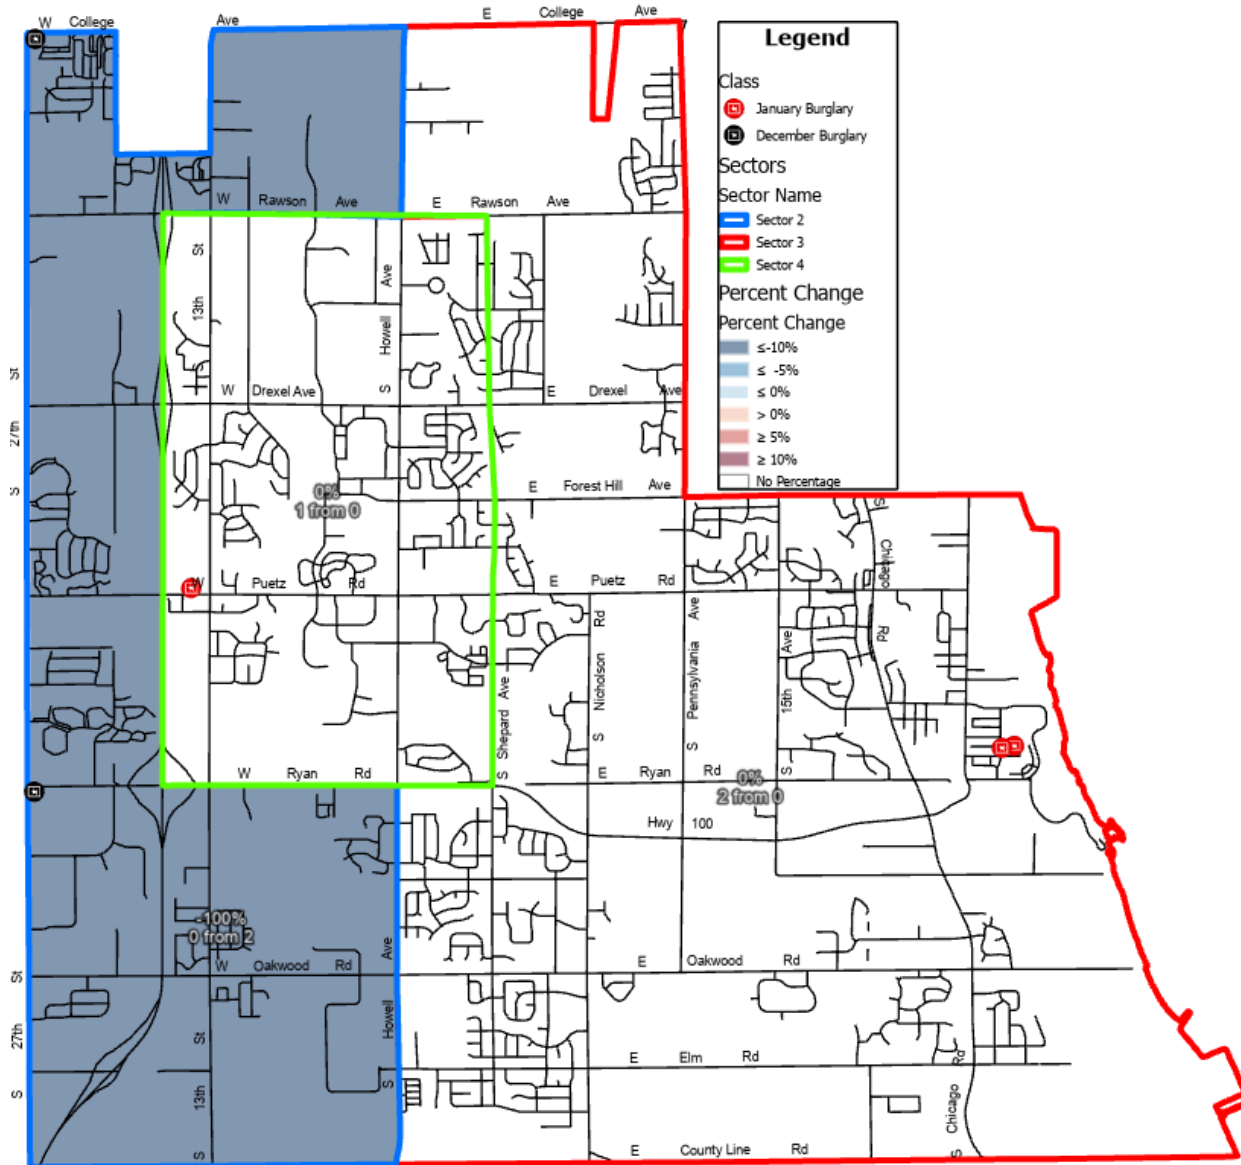 W College Ave
E College Ave
Legend
Class
January Burglary
December Burglary
Sectors
Sector Name
Sector 2
Sector 3
Sector 4
Percent Change
Percent Change
≤-10%
≤ -5%
≤ 0%
> 0%
≥ 5%
≥ 10%
No Percentage
W Rawson Ave
E Rawson Ave
13th St
S Howell Ave
S 27th St
W Drexel Ave
E Drexel Ave
E Forest Hill Ave
0%
1 from 0
W Puetz Rd
E Puetz Rd
S Chicago Rd
S Nicholson Rd
S Pennsylvania Ave
S 15th Ave
S Shepard Ave
W Ryan Rd
E Ryan Rd
0%
2 from 0
Hwy 100
-100%
0 from 2
W Oakwood Rd
E Oakwood Rd
S 27th St
S 13th St
S Howell Ave
E Elm Rd
S Chicago Rd
E County Line Rd